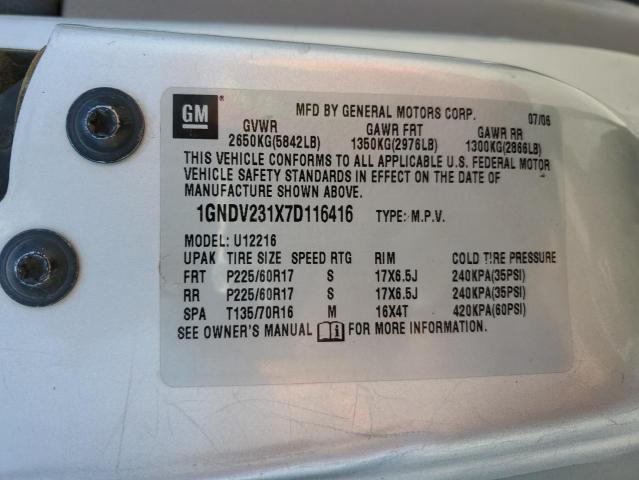 GM ® MFD BY GENERAL MOTORS CORP. 07/06
GVWR GAWR FRT GAWR RR
2650KG(5842LB) 1350KG(2976LB) 1300KG(2866LB)
THIS VEHICLE CONFORMS TO ALL APPLICABLE U.S. FEDERAL MOTOR
VEHICLE SAFETY STANDARDS IN EFFECT ON THE DATE OF
MANUFACTURE SHOWN ABOVE.
1GNDV231X7D116416 TYPE: M.P.V.
MODEL: U12216
UPAK TIRE SIZE SPEED RTG RIM COLD TIRE PRESSURE
FRT P225/60R17 S 17X6.5J 240KPA(35PSI)
RR P225/60R17 S 17X6.5J 240KPA(35PSI)
SPA T135/70R16 M 16X4T 420KPA(60PSI)
SEE OWNER'S MANUAL FOR MORE INFORMATION.